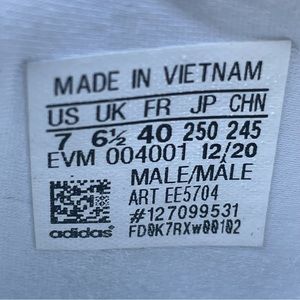 MADE IN VIETNAM
US UK FR JP CHN
7 6½ 40 250 245
EVM 004001 12/20
MALE/MÂLE
ART EE5704
#127099531
adidas FD0K7RXw00102